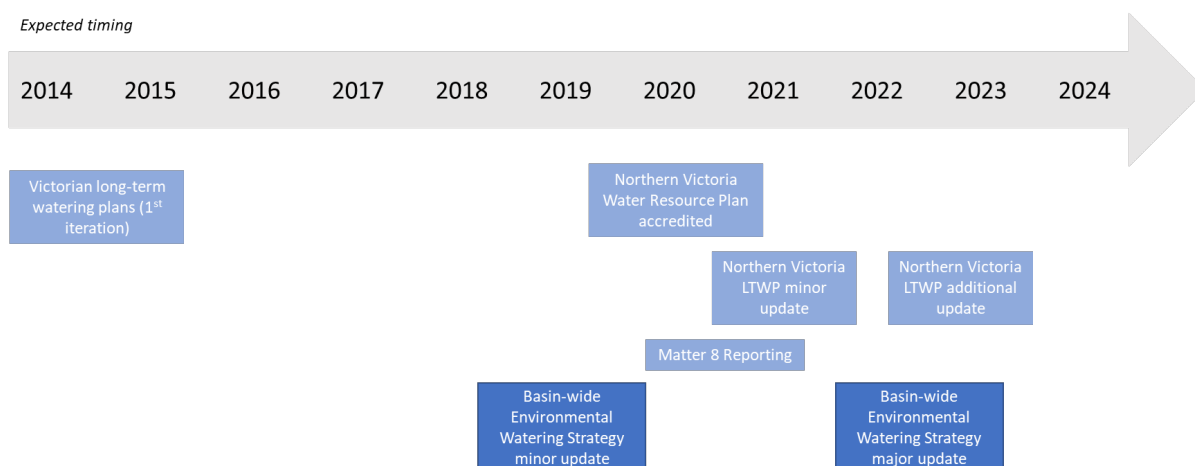 Expected timing
2014 2015 2016 2017 2018 2019 2020 2021 2022 2023 2024
Victorian long-term
watering plans (1st
iteration)
Northern Victoria
Water Resource Plan
accredited
Northern Victoria
LTWP minor
update
Northern Victoria
LTWP additional
update
Matter 8 Reporting
Basin-wide
Environmental
Watering Strategy
minor update
Basin-wide
Environmental
Watering Strategy
major update